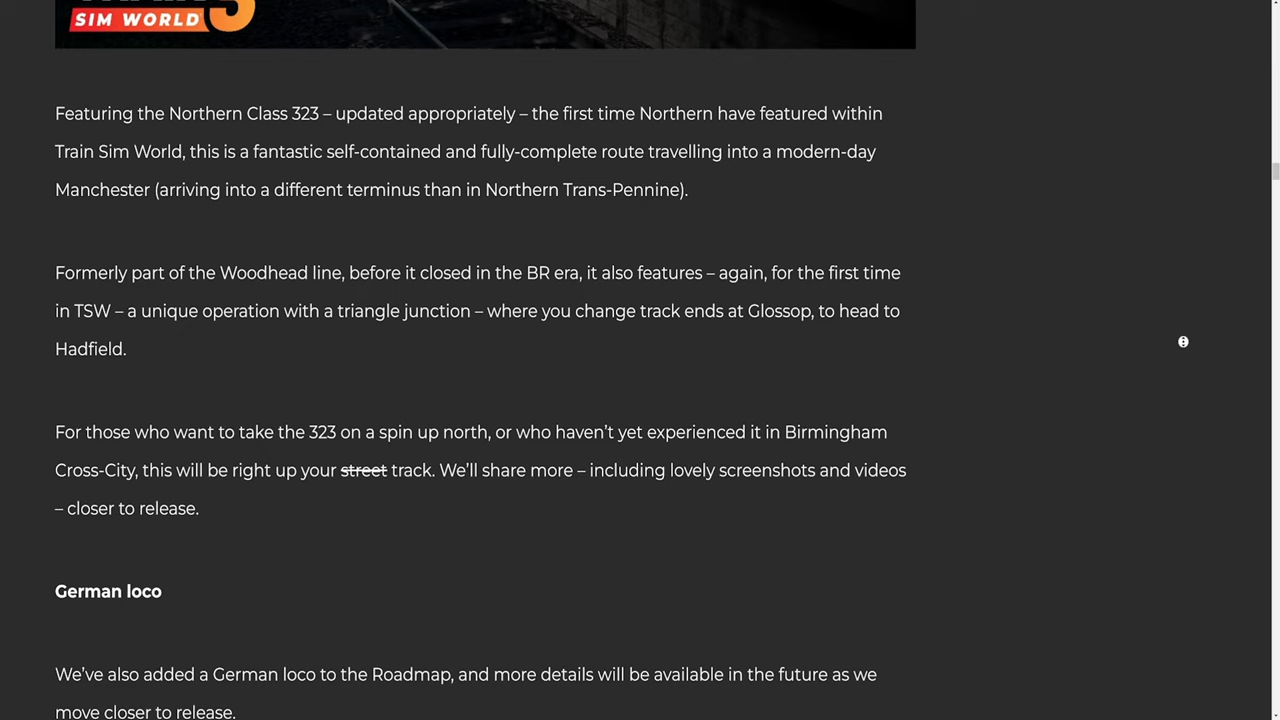 SIM WORLD 3
Featuring the Northern Class 323 – updated appropriately – the first time Northern have featured within
Train Sim World, this is a fantastic self-contained and fully-complete route travelling into a modern-day
Manchester (arriving into a different terminus than in Northern Trans-Pennine).
Formerly part of the Woodhead line, before it closed in the BR era, it also features – again, for the first time
in TSW – a unique operation with a triangle junction – where you change track ends at Glossop, to head to
Hadfield.
For those who want to take the 323 on a spin up north, or who haven’t yet experienced it in Birmingham
Cross-City, this will be right up your street track. We’ll share more – including lovely screenshots and videos
– closer to release.
German loco
We’ve also added a German loco to the Roadmap, and more details will be available in the future as we
move closer to release.